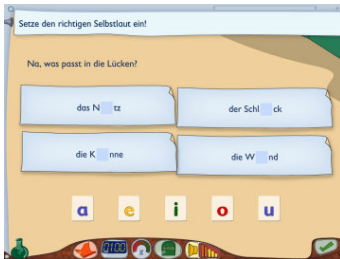 Setze den richtigen Selbstlaut ein!
Na, was passt in die Lücken?
das N tz
der Schl ck
die K nne
die W nd
a e i o u